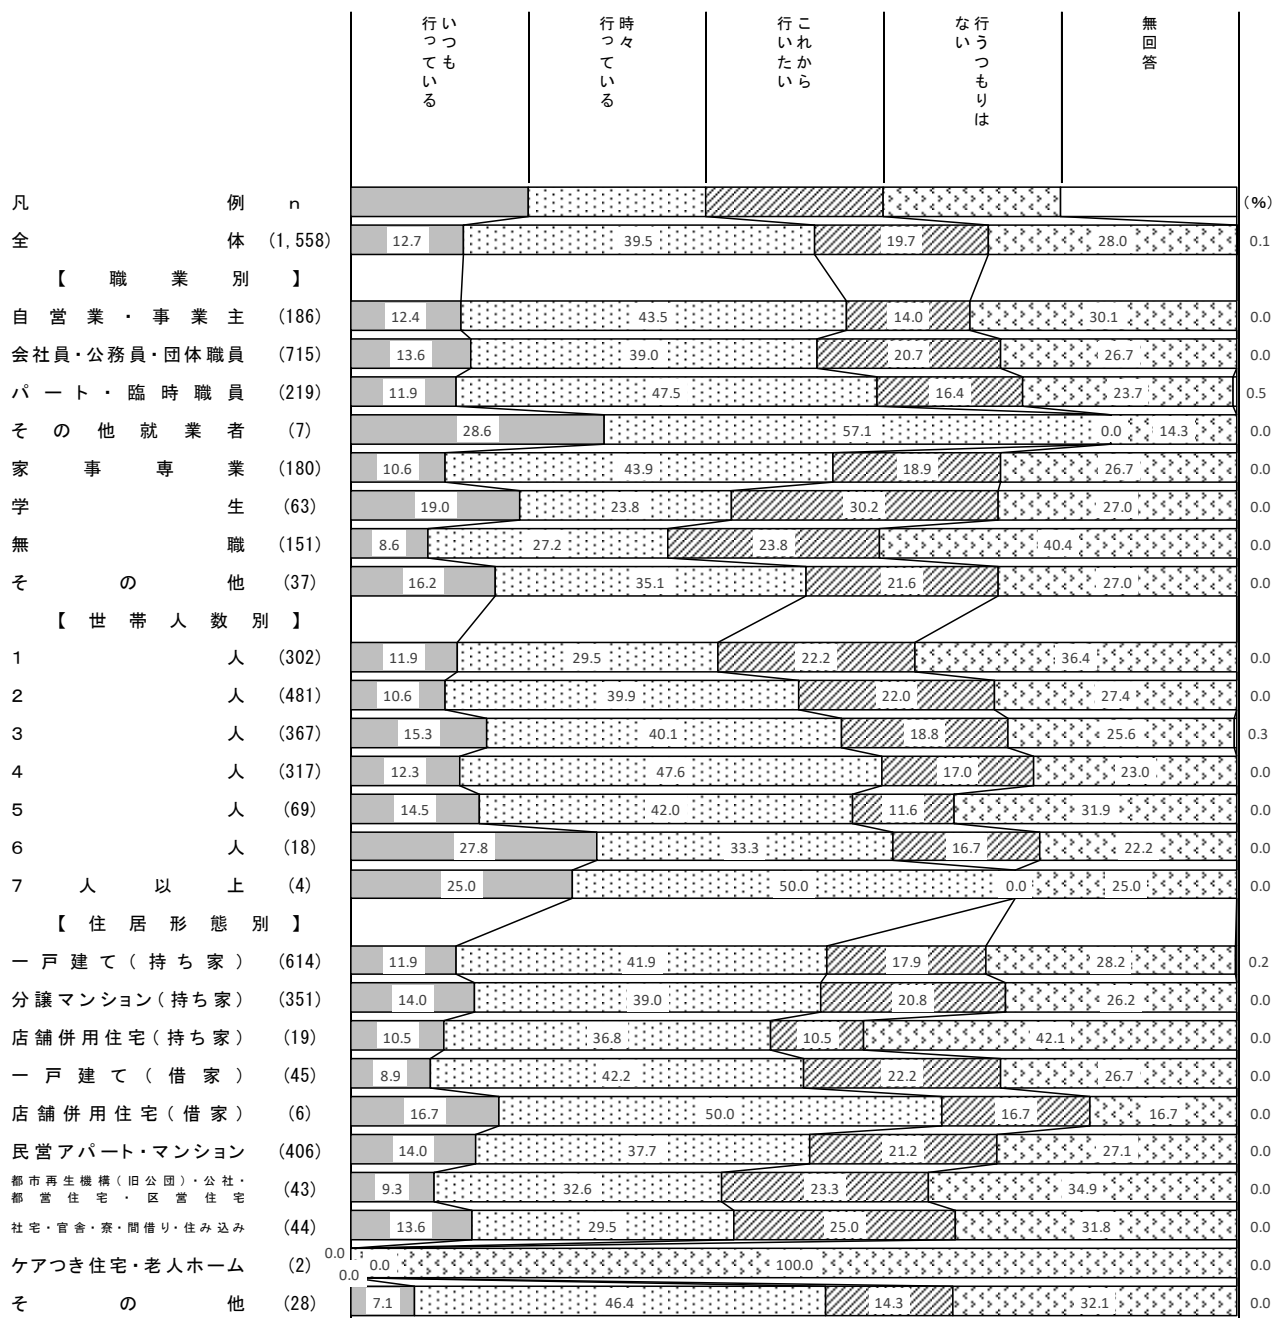 いつも
行っている
時々
行っている
これから
行いたい
行うつもりは
ない
無回答
凡例 n (%)
全体 (1,558) 12.7 39.5 19.7 28.0 0.1
【職業別】
自営業・事業主 (186) 12.4 43.5 14.0 30.1 0.0
会社員・公務員・団体職員 (715) 13.6 39.0 20.7 26.7 0.0
パート・臨時職員 (219) 11.9 47.5 16.4 23.7 0.5
その他就業者 (7) 28.6 57.1 0.0 14.3 0.0
家事専業 (180) 10.6 43.9 18.9 26.7 0.0
学生 (63) 19.0 23.8 30.2 27.0 0.0
無職 (151) 8.6 27.2 23.8 40.4 0.0
その他 (37) 16.2 35.1 21.6 27.0 0.0
【世帯人数別】
1人 (302) 11.9 29.5 22.2 36.4 0.0
2人 (481) 10.6 39.9 22.0 27.4 0.0
3人 (367) 15.3 40.1 18.8 25.6 0.3
4人 (317) 12.3 47.6 17.0 23.0 0.0
5人 (69) 14.5 42.0 11.6 31.9 0.0
6人 (18) 27.8 33.3 16.7 22.2 0.0
7人以上 (4) 25.0 50.0 0.0 25.0 0.0
【住居形態別】
一戸建て(持ち家) (614) 11.9 41.9 17.9 28.2 0.2
分譲マンション(持ち家) (351) 14.0 39.0 20.8 26.2 0.0
店舗併用住宅(持ち家) (19) 10.5 36.8 10.5 42.1 0.0
一戸建て(借家) (45) 8.9 42.2 22.2 26.7 0.0
店舗併用住宅(借家) (6) 16.7 50.0 16.7 16.7 0.0
民営アパート・マンション (406) 14.0 37.7 21.2 27.1 0.0
都市再生機構(旧公団)・公社・
都営住宅・区営住宅 (43) 9.3 32.6 23.3 34.9 0.0
社宅・官舎・寮・間借り・住み込み (44) 13.6 29.5 25.0 31.8 0.0
ケアつき住宅・老人ホーム (2) 0.0 0.0 0.0 100.0 0.0
その他 (28) 7.1 46.4 14.3 32.1 0.0